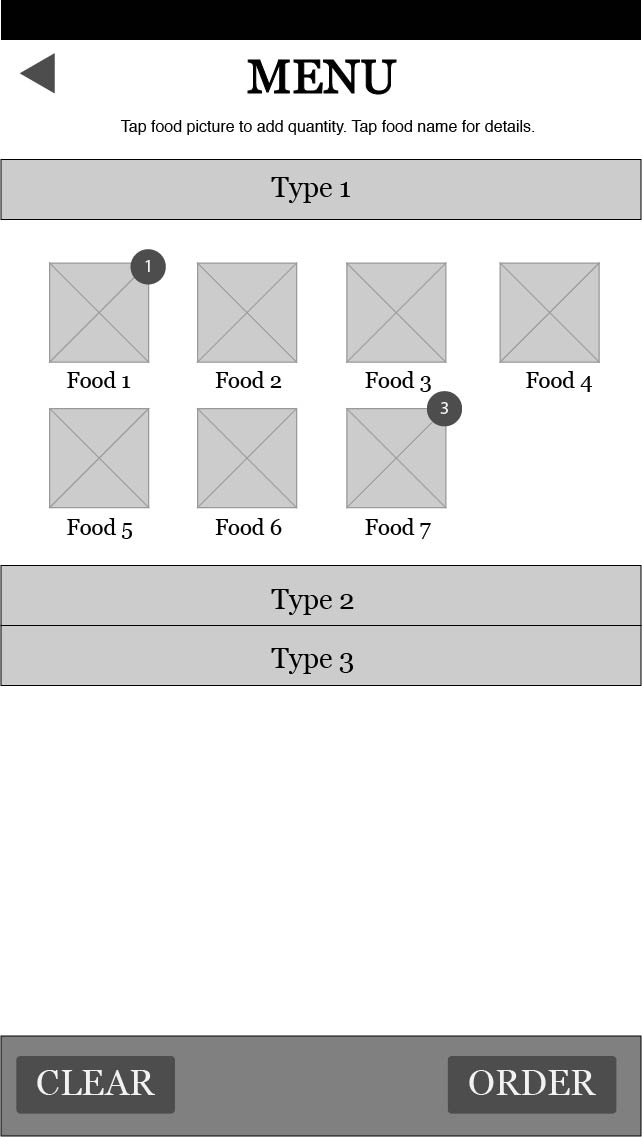 MENU
Tap food picture to add quantity. Tap food name for details.
Type 1
1
Food 1 Food 2 Food 3 Food 4
3
Food 5 Food 6 Food 7
Type 2
Type 3
CLEAR ORDER